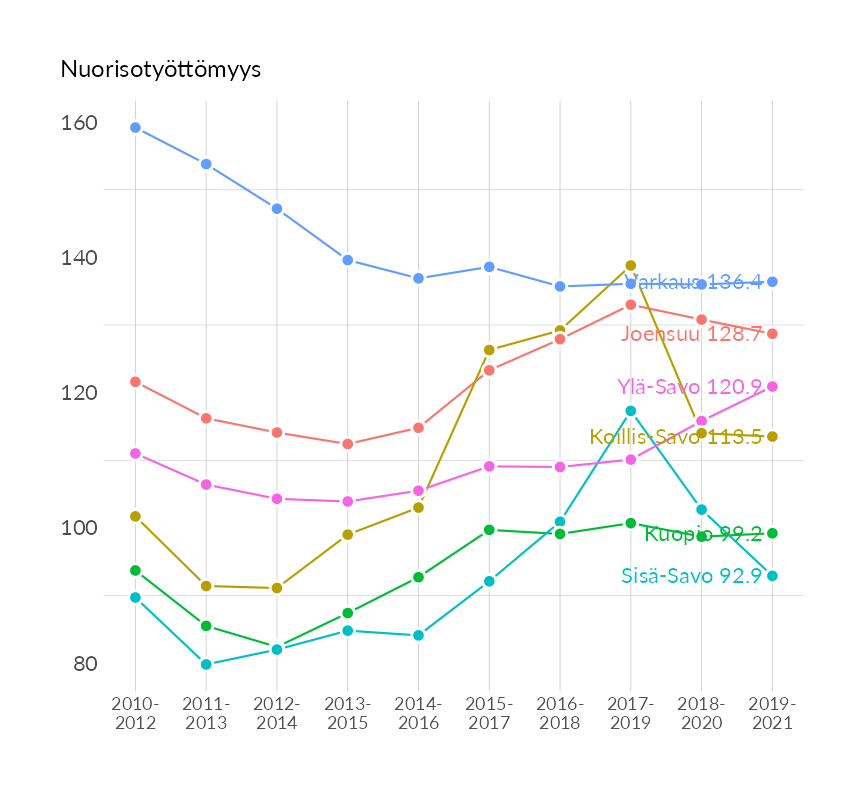 Nuorisotyöttömyys
160
140
120
100
80
Varkaus 136.4
Joensuu 128.7
Ylä-Savo 120.9
Koillis-Savo 113.5
Kuopio 99.2
Sisä-Savo 92.9
2010- 2011- 2012- 2013- 2014- 2015- 2016- 2017- 2018- 2019-
2012 2013 2014 2015 2016 2017 2018 2019 2020 2021